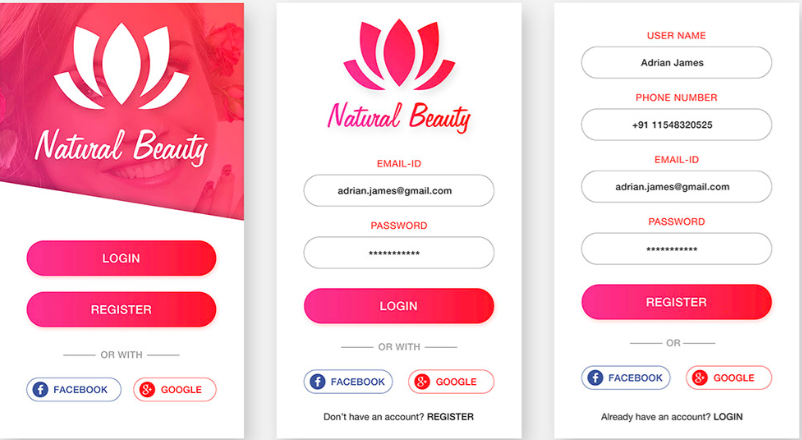 Natural Beauty
LOGIN
REGISTER
OR WITH
FACEBOOK
GOOGLE
Natural Beauty
EMAIL-ID
adrian.james@gmail.com
PASSWORD
***********
LOGIN
OR WITH
FACEBOOK
GOOGLE
Don't have an account? REGISTER
USER NAME
Adrian James
PHONE NUMBER
+91 11548320525
EMAIL-ID
adrian.james@gmail.com
PASSWORD
***********
REGISTER
OR
FACEBOOK
GOOGLE
Already have an account? LOGIN